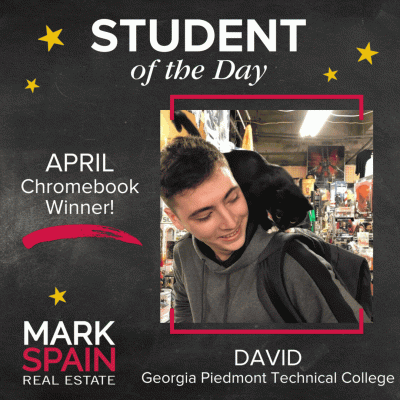 STUDENT
of the Day
APRIL
Chromebook
Winner!
MARK
SPAIN
REAL ESTATE
DAVID
Georgia Piedmont Technical College